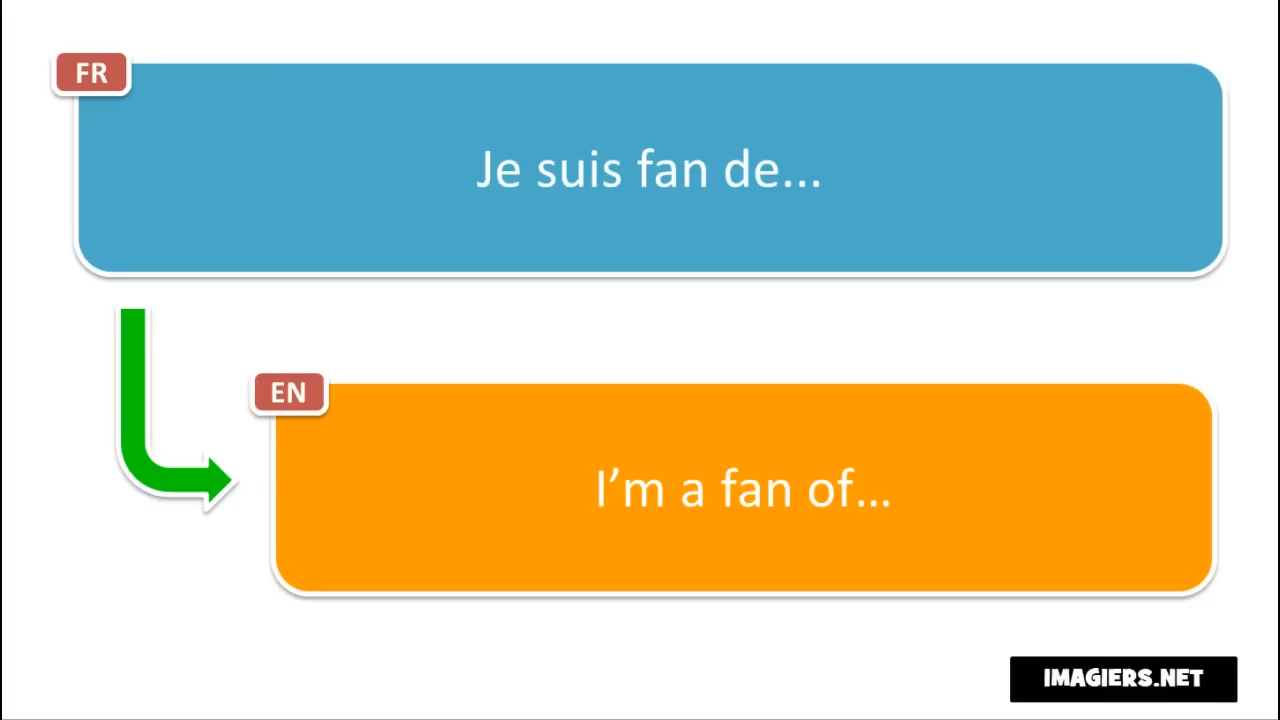 FR
Je suis fan de...
EN
I’m a fan of...
IMAGIERS.NET